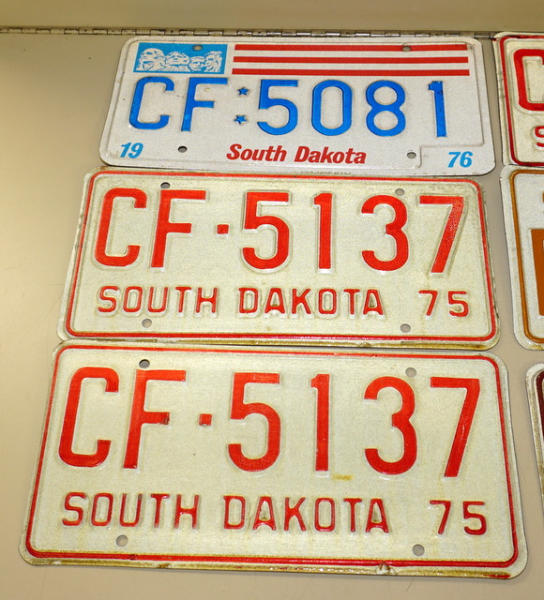 CF:5081
19 South Dakota 76
CF·5137
SOUTH DAKOTA 75
CF·5137
SOUTH DAKOTA 75
C